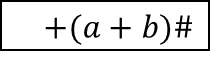 +(a + b)#